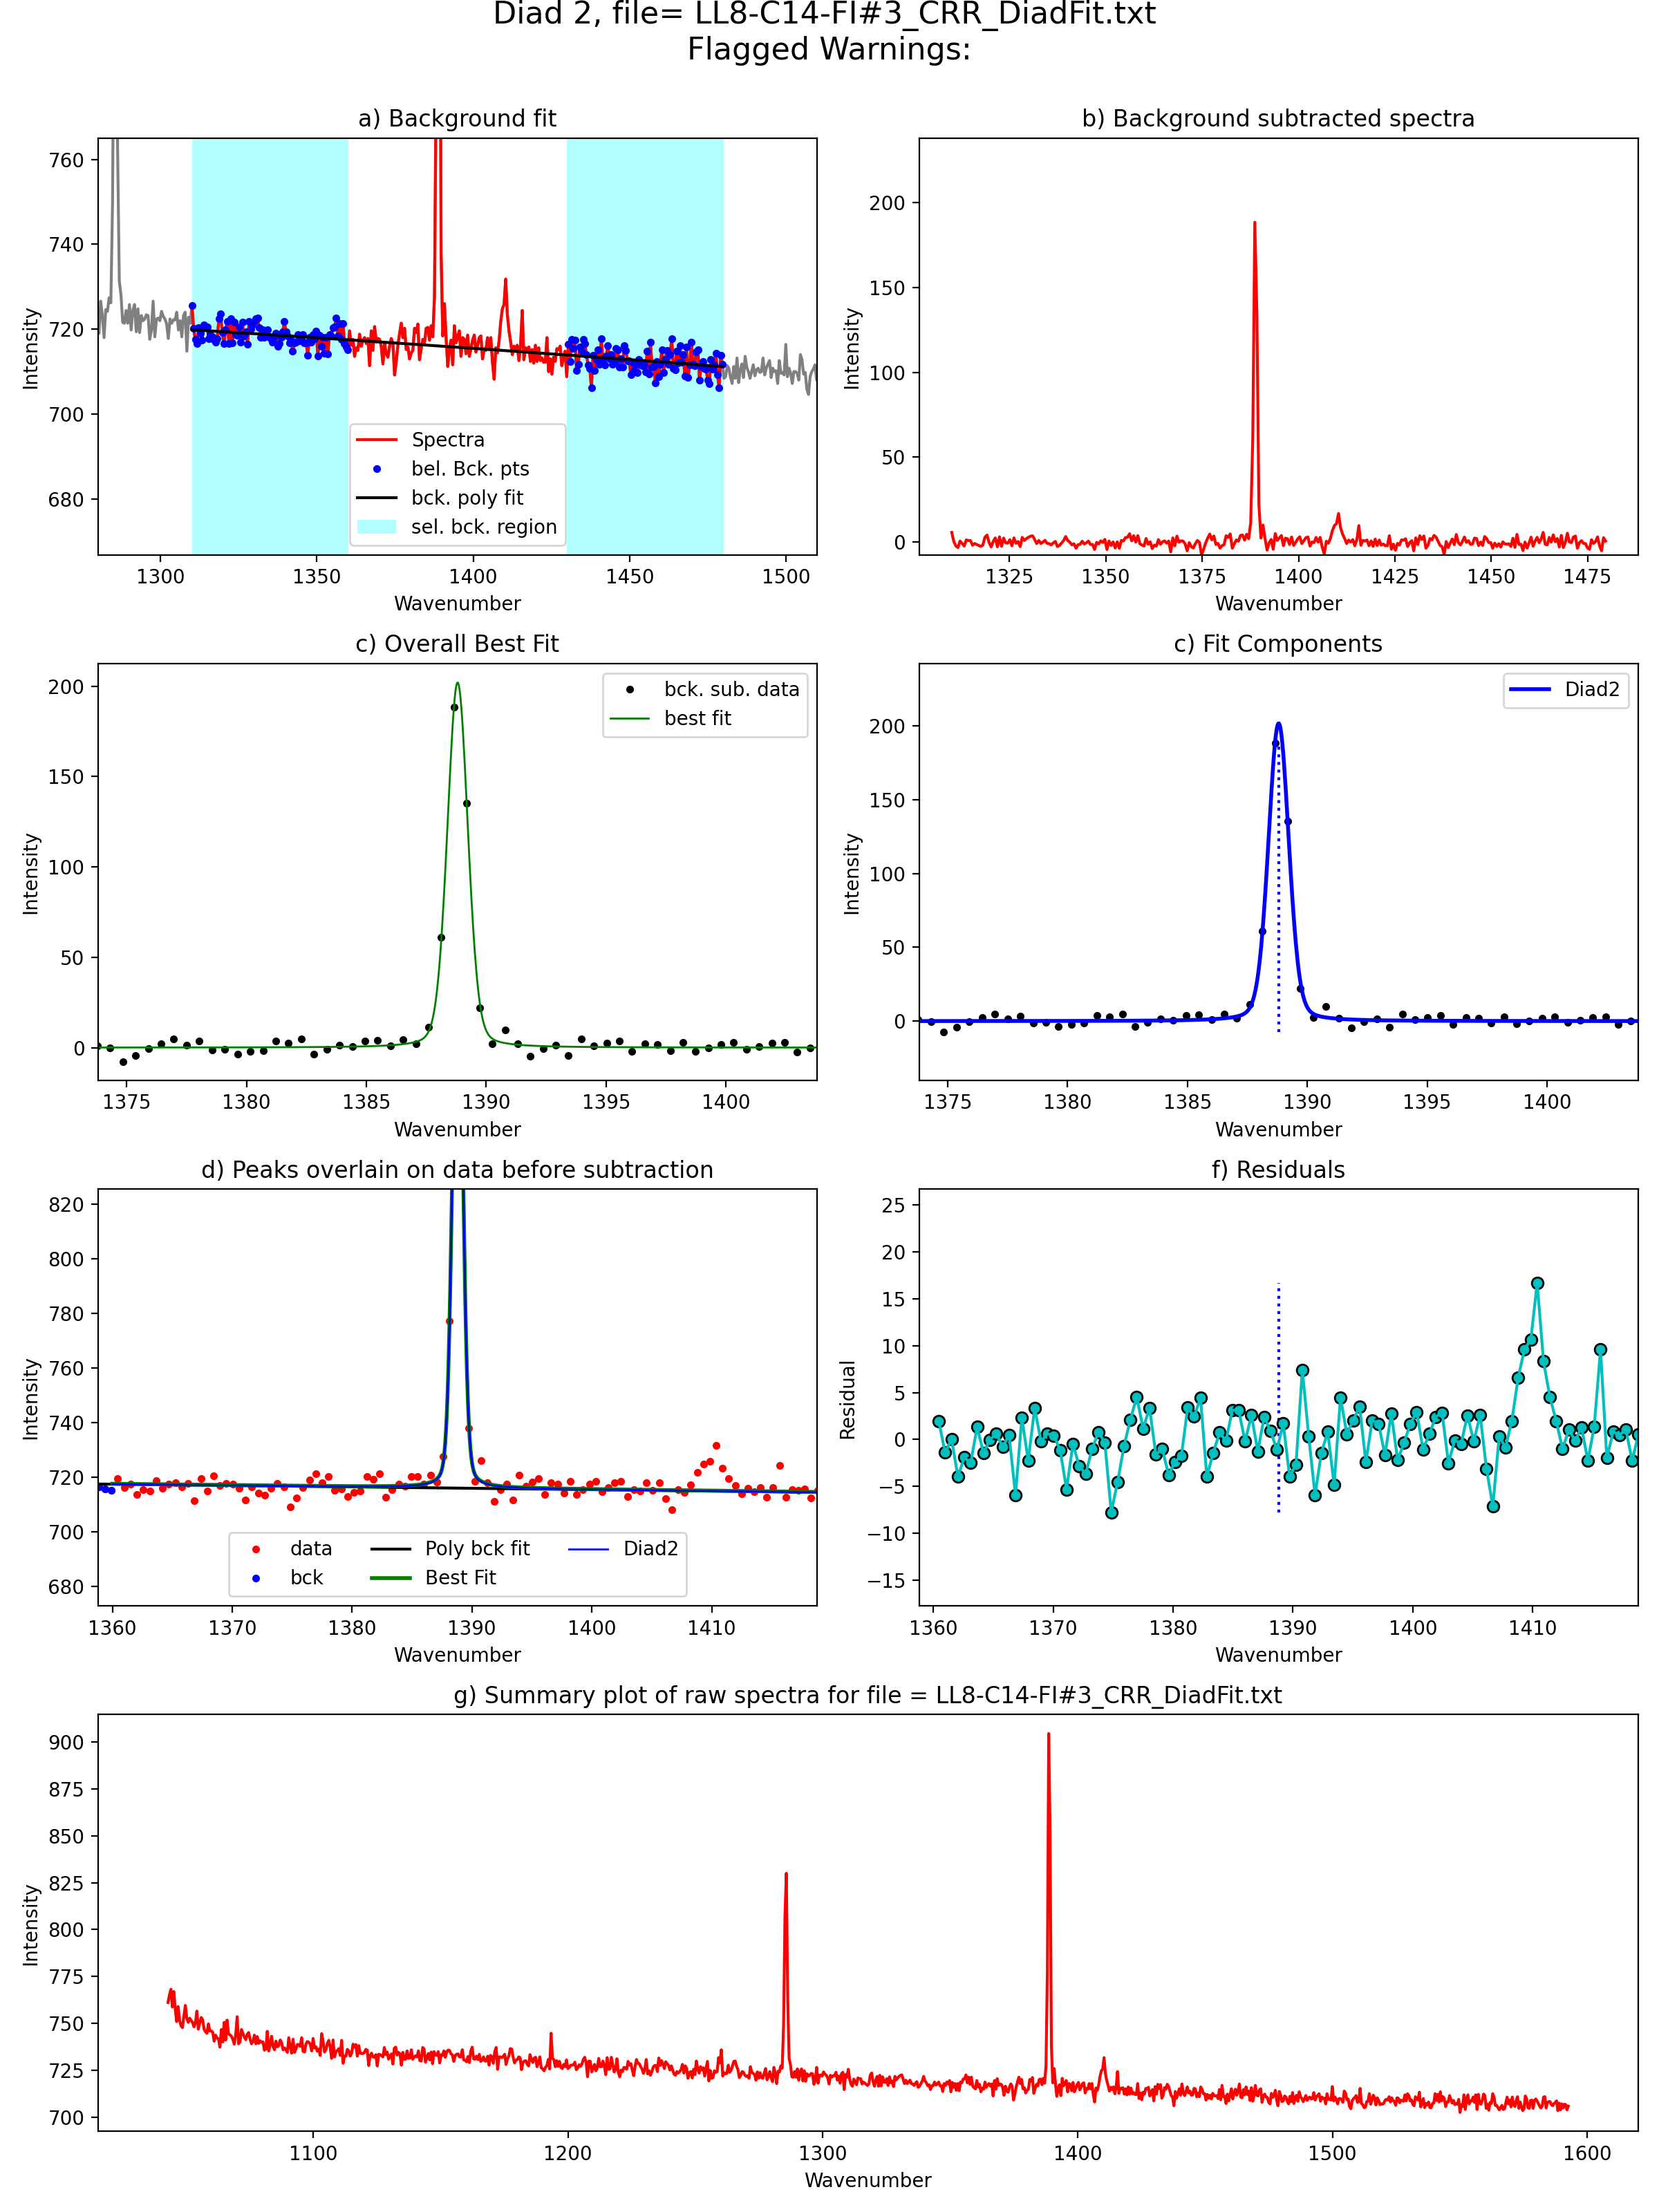 Diad 2, file= LL8-C14-FI#3_CRR_DiadFit.txt
Flagged Warnings:
a) Background fit
760
740
720
700
680
Intensity
Spectra
bel. Bck. pts
bck. poly fit
sel. bck. region
1300 1350 1400 1450 1500
Wavenumber
b) Background subtracted spectra
200
150
100
50
0
Intensity
1325 1350 1375 1400 1425 1450 1475
Wavenumber
c) Overall Best Fit
200
150
100
50
0
Intensity
bck. sub. data
best fit
1375 1380 1385 1390 1395 1400
Wavenumber
c) Fit Components
200
150
100
50
0
Intensity
Diad2
1375 1380 1385 1390 1395 1400
Wavenumber
d) Peaks overlain on data before subtraction
820
800
780
760
740
720
700
680
Intensity
data Poly bck fit Diad2
bck Best Fit
1360 1370 1380 1390 1400 1410
Wavenumber
f) Residuals
25
20
15
10
5
0
−5
−10
−15
Residual
1360 1370 1380 1390 1400 1410
Wavenumber
g) Summary plot of raw spectra for file = LL8-C14-FI#3_CRR_DiadFit.txt
900
875
850
825
800
775
750
725
700
Intensity
1100 1200 1300 1400 1500 1600
Wavenumber